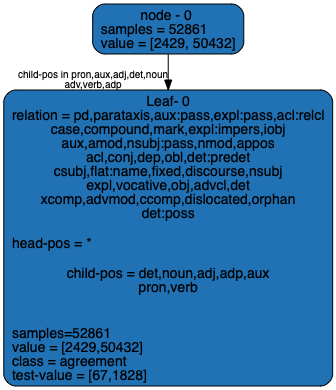 node - 0
samples = 52861
value = [2429, 50432]
child-pos in pron,aux,adj,det,noun
adv,verb,adp
Leaf- 0
relation = pd,parataxis,aux:pass,expl:pass,acl:relcl
case,compound,mark,expl:impers,iobj
aux,amod,nsubj:pass,nmod,appos
acl,conj,dep,obl,det:predet
csubj,flat:name,fixed,discourse,nsubj
expl,vocative,obj,advcl,det
xcomp,advmod,ccomp,dislocated,orphan
det:poss
head-pos = *
child-pos = det,noun,adj,adp,aux
pron,verb
samples=52861
value = [2429,50432]
class = agreement
test-value = [67,1828]